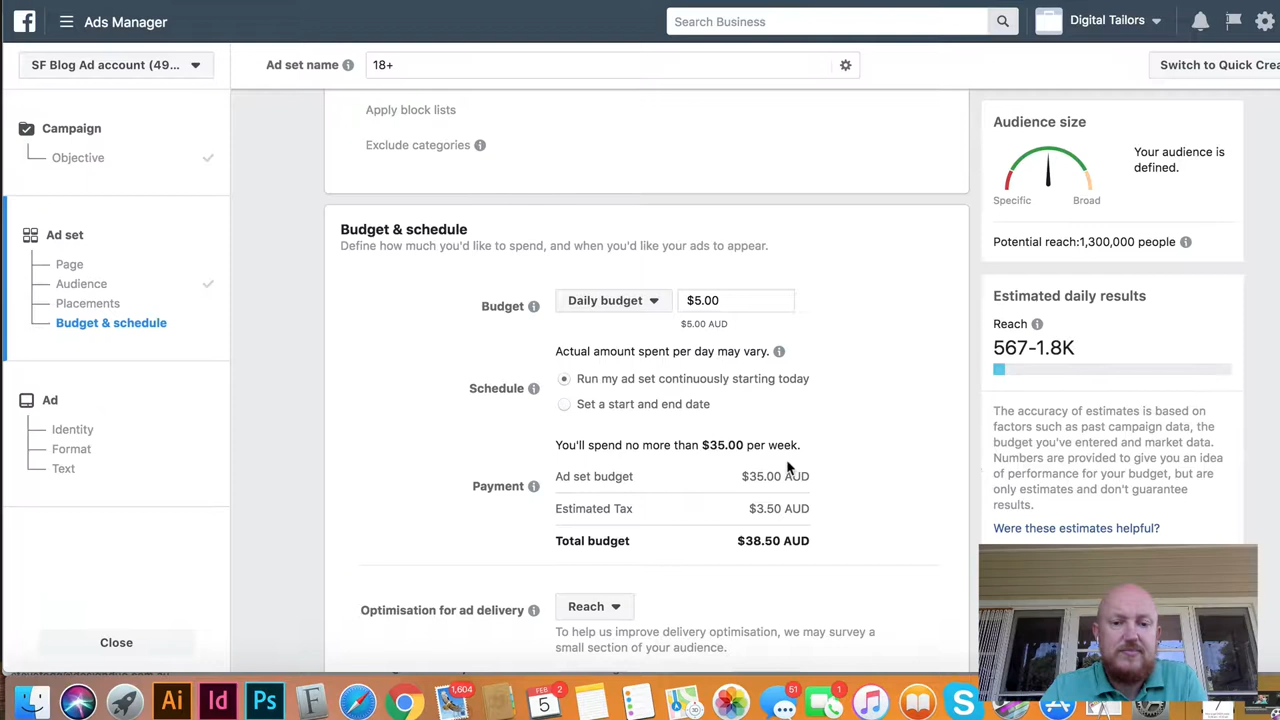 Ads Manager
Search Business
Digital Tailors
SF Blog Ad account (49...
Ad set name
18+
Switch to Quick Crea
Campaign
Objective
Ad set
Page
Audience
Placements
Budget & schedule
Ad
Identity
Format
Text
Close
Apply block lists
Exclude categories
Budget & schedule
Define how much you'd like to spend, and when you'd like your ads to appear.
Budget
Daily budget
$5.00
$5.00 AUD
Actual amount spent per day may vary.
Schedule
Run my ad set continuously starting today
Set a start and end date
You'll spend no more than $35.00 per week.
Payment
Ad set budget $35.00 AUD
Estimated Tax $3.50 AUD
Total budget $38.50 AUD
Optimisation for ad delivery
Reach
To help us improve delivery optimisation, we may survey a
small section of your audience.
Audience size
Your audience is
defined.
Specific
Broad
Potential reach:1,300,000 people
Estimated daily results
Reach
567-1.8K
The accuracy of estimates is based on
factors such as past campaign data, the
budget you've entered and market data.
Numbers are provided to give you an idea
of performance for your budget, but are
only estimates and don't guarantee
results.
Were these estimates helpful?
Ai
Id
Ps
F
1,604
FEB
5
2
51
1
S